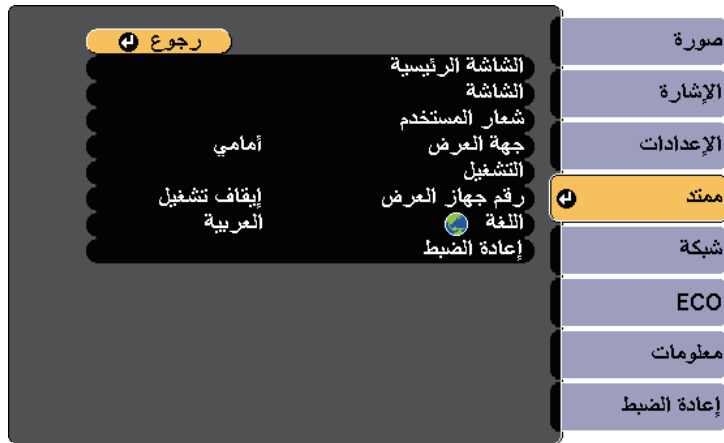 صورة
الإشارة
الإعدادات
ممتد
شبكة
ECO
معلومات
إعادة الضبط
رجوع
الشاشة الرئيسية
الشاشة
شعار المستخدم
جهة العرض أمامي
التشغيل
رقم جهاز العرض إيقاف تشغيل
اللغة العربية
إعادة الضبط